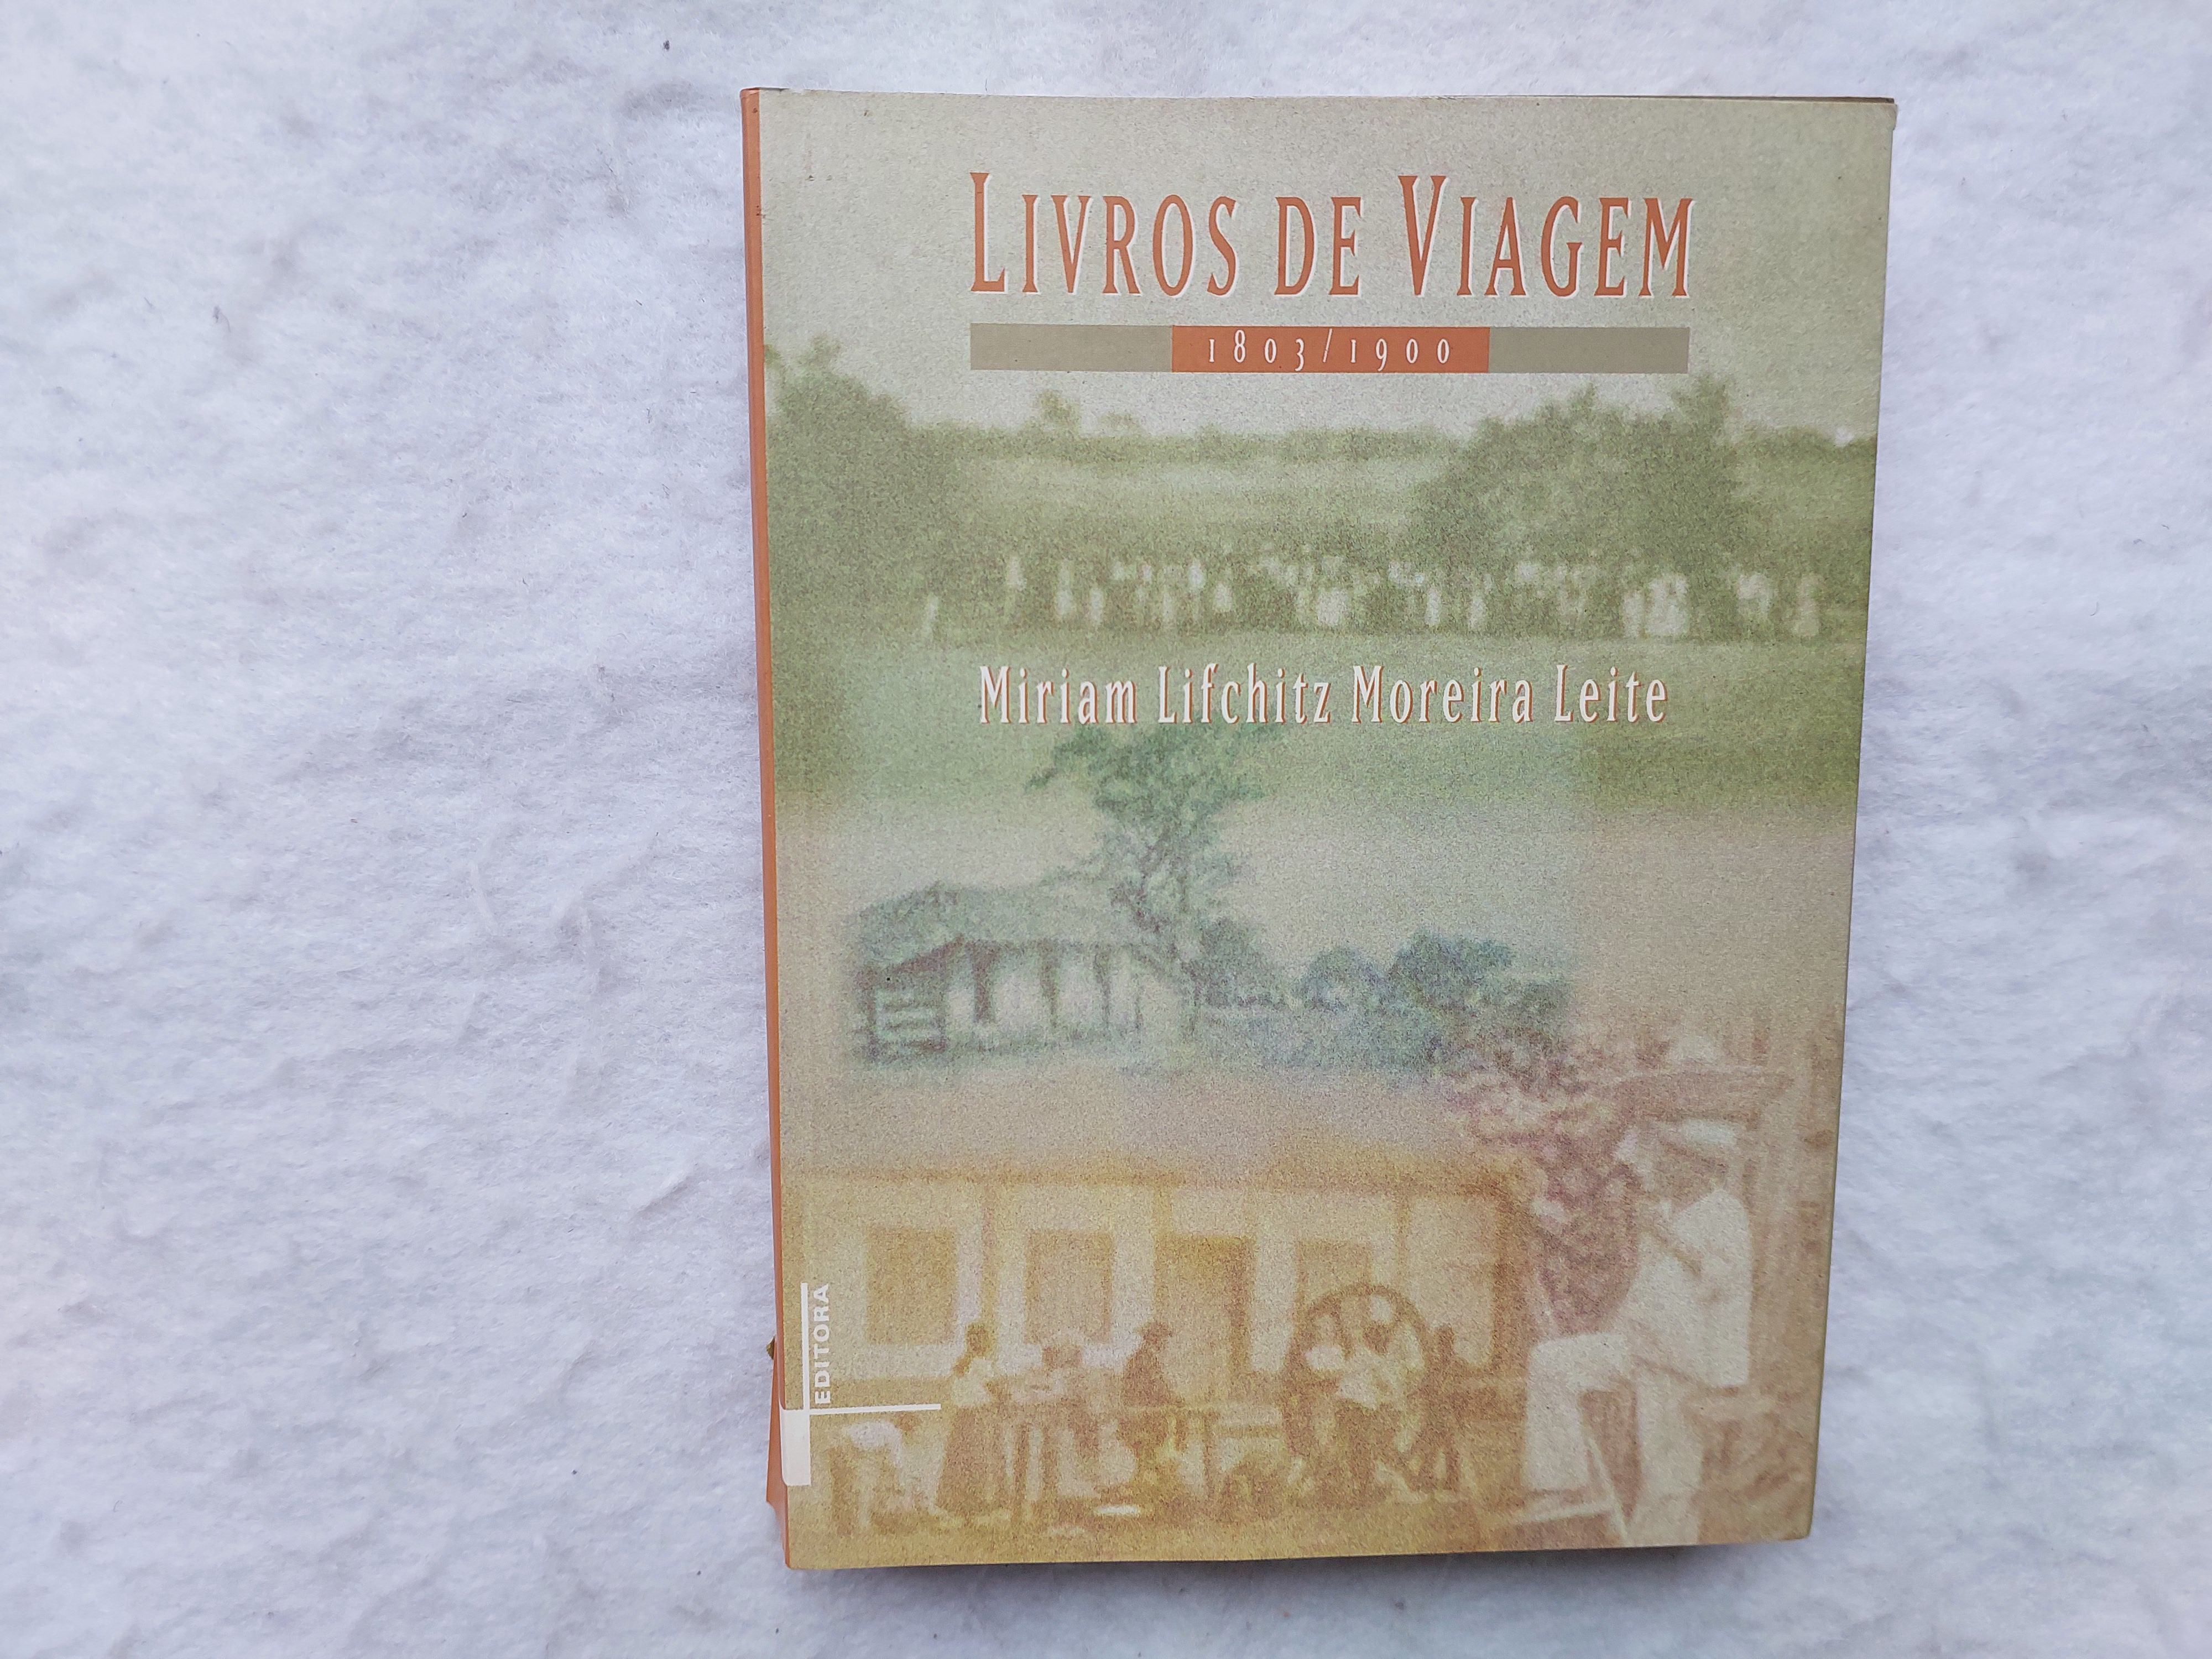 LIVROS DE VIAGEM
1803/1900
Miriam Lifchitz Moreira Leite
EDITORA